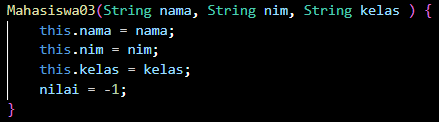 Mahasiswa03(String nama, String nim, String kelas ) {
    this.nama = nama;
    this.nim = nim;
    this.kelas = kelas;
    nilai = -1;
}